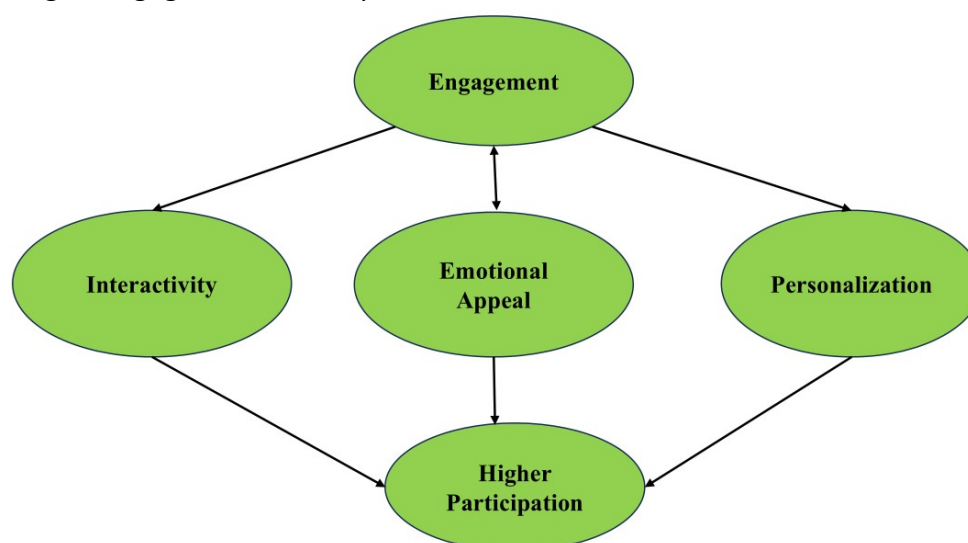 Engagement
Interactivity
Emotional
Appeal
Personalization
Higher
Participation